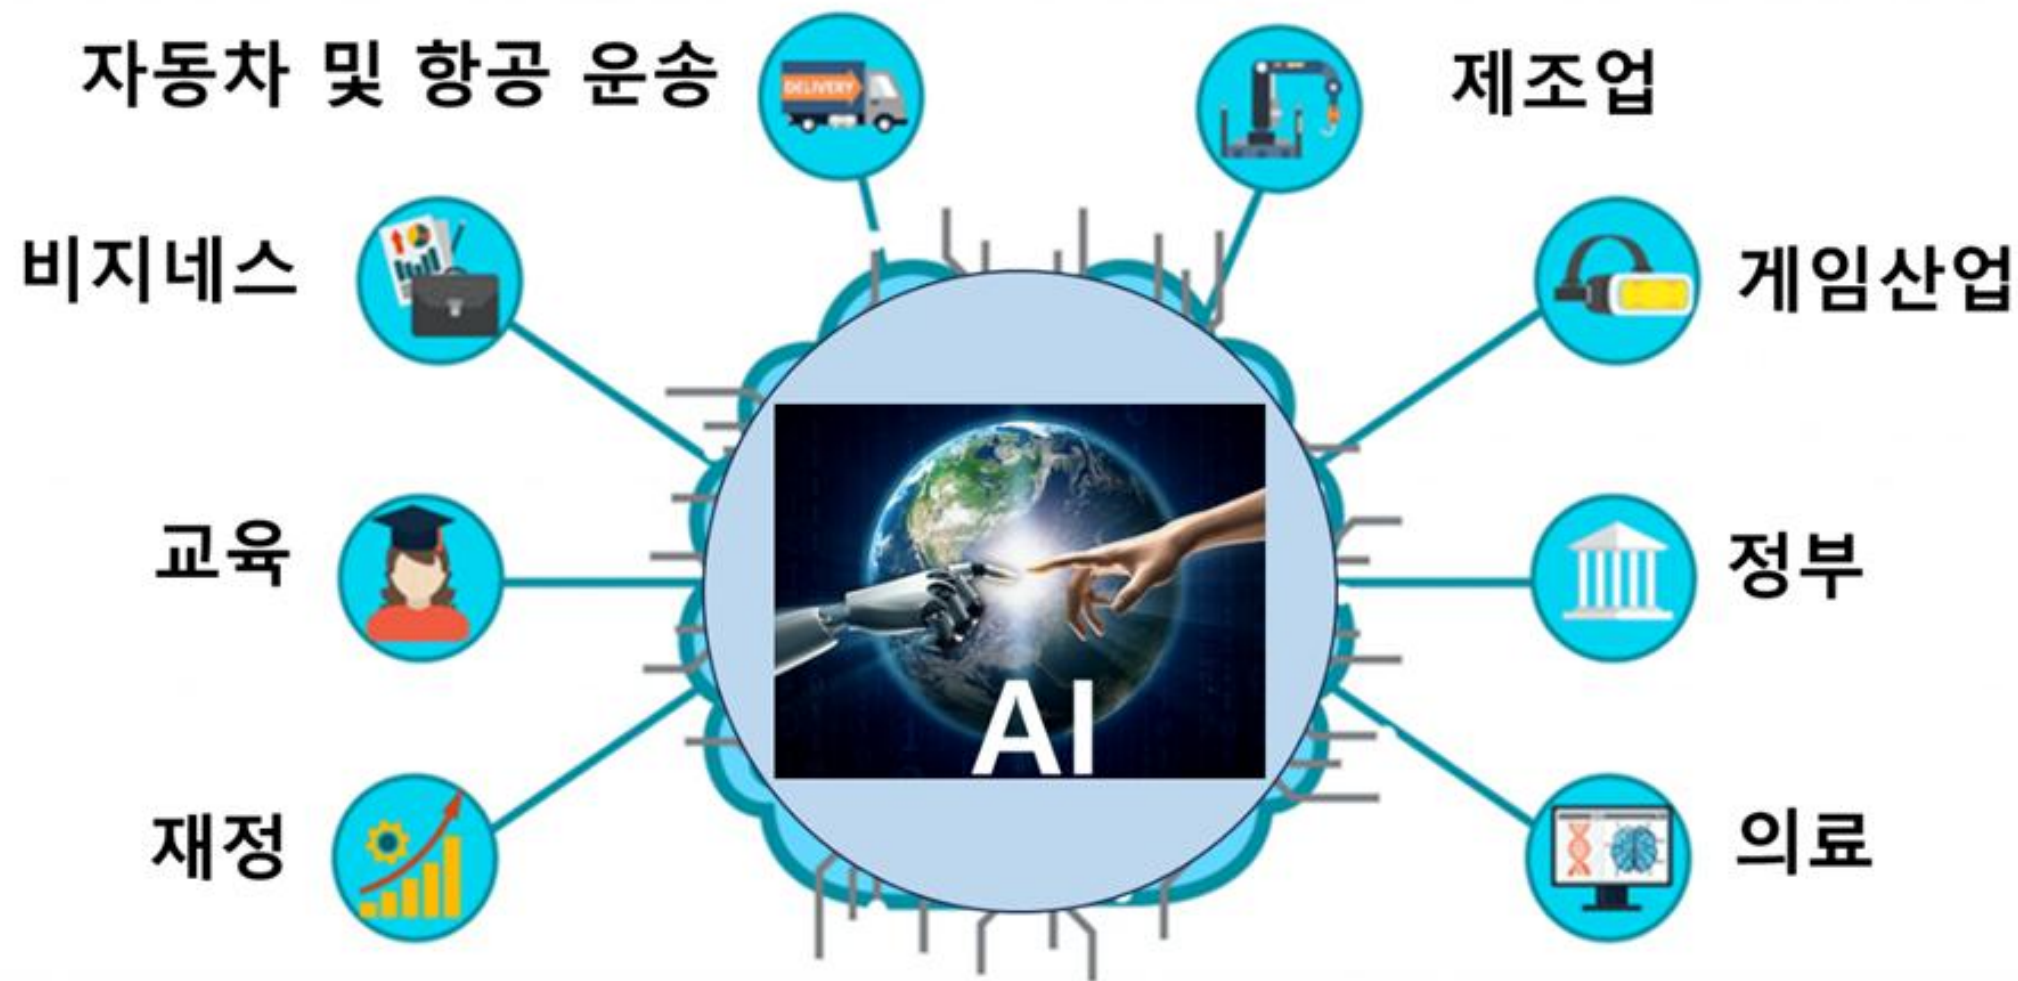 자동차 및 항공 운송
DELIVERY
제조업
비지네스
게임산업
교육
정부
AI
재정
의료